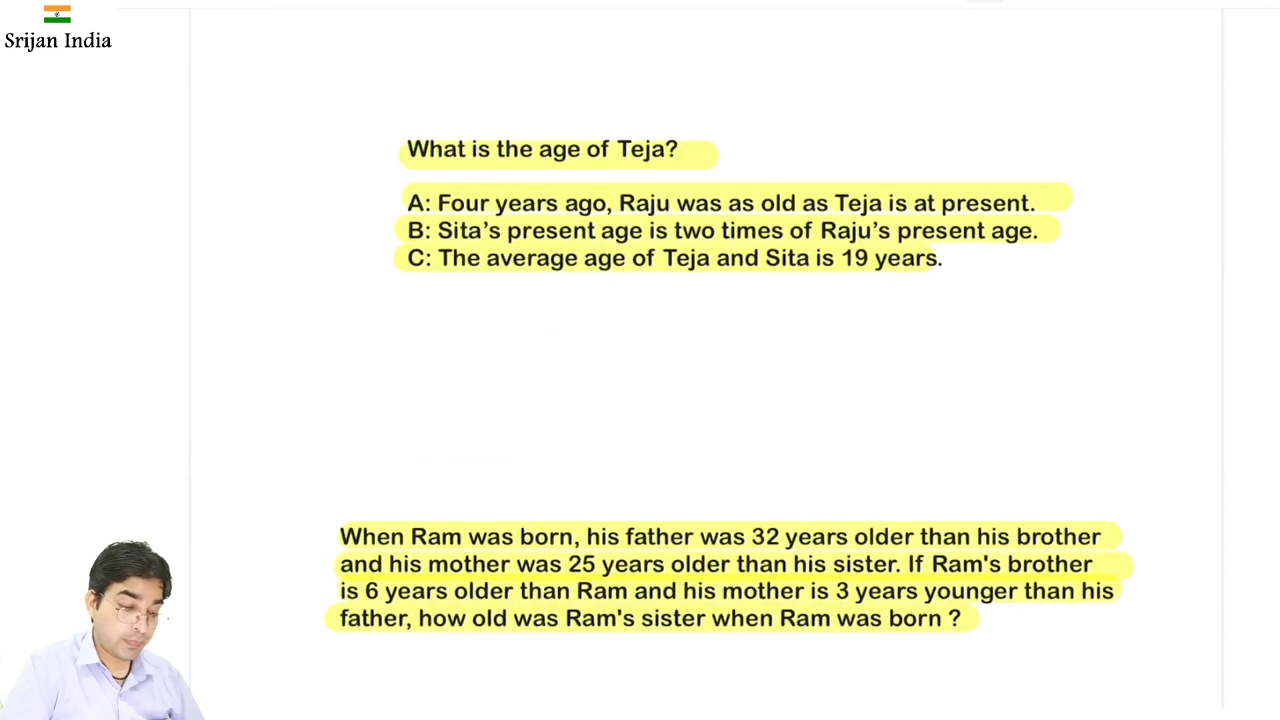 Srijan India
What is the age of Teja?
A: Four years ago, Raju was as old as Teja is at present.
B: Sita’s present age is two times of Raju’s present age.
C: The average age of Teja and Sita is 19 years.
When Ram was born, his father was 32 years older than his brother
and his mother was 25 years older than his sister. If Ram's brother
is 6 years older than Ram and his mother is 3 years younger than his
father, how old was Ram's sister when Ram was born ?